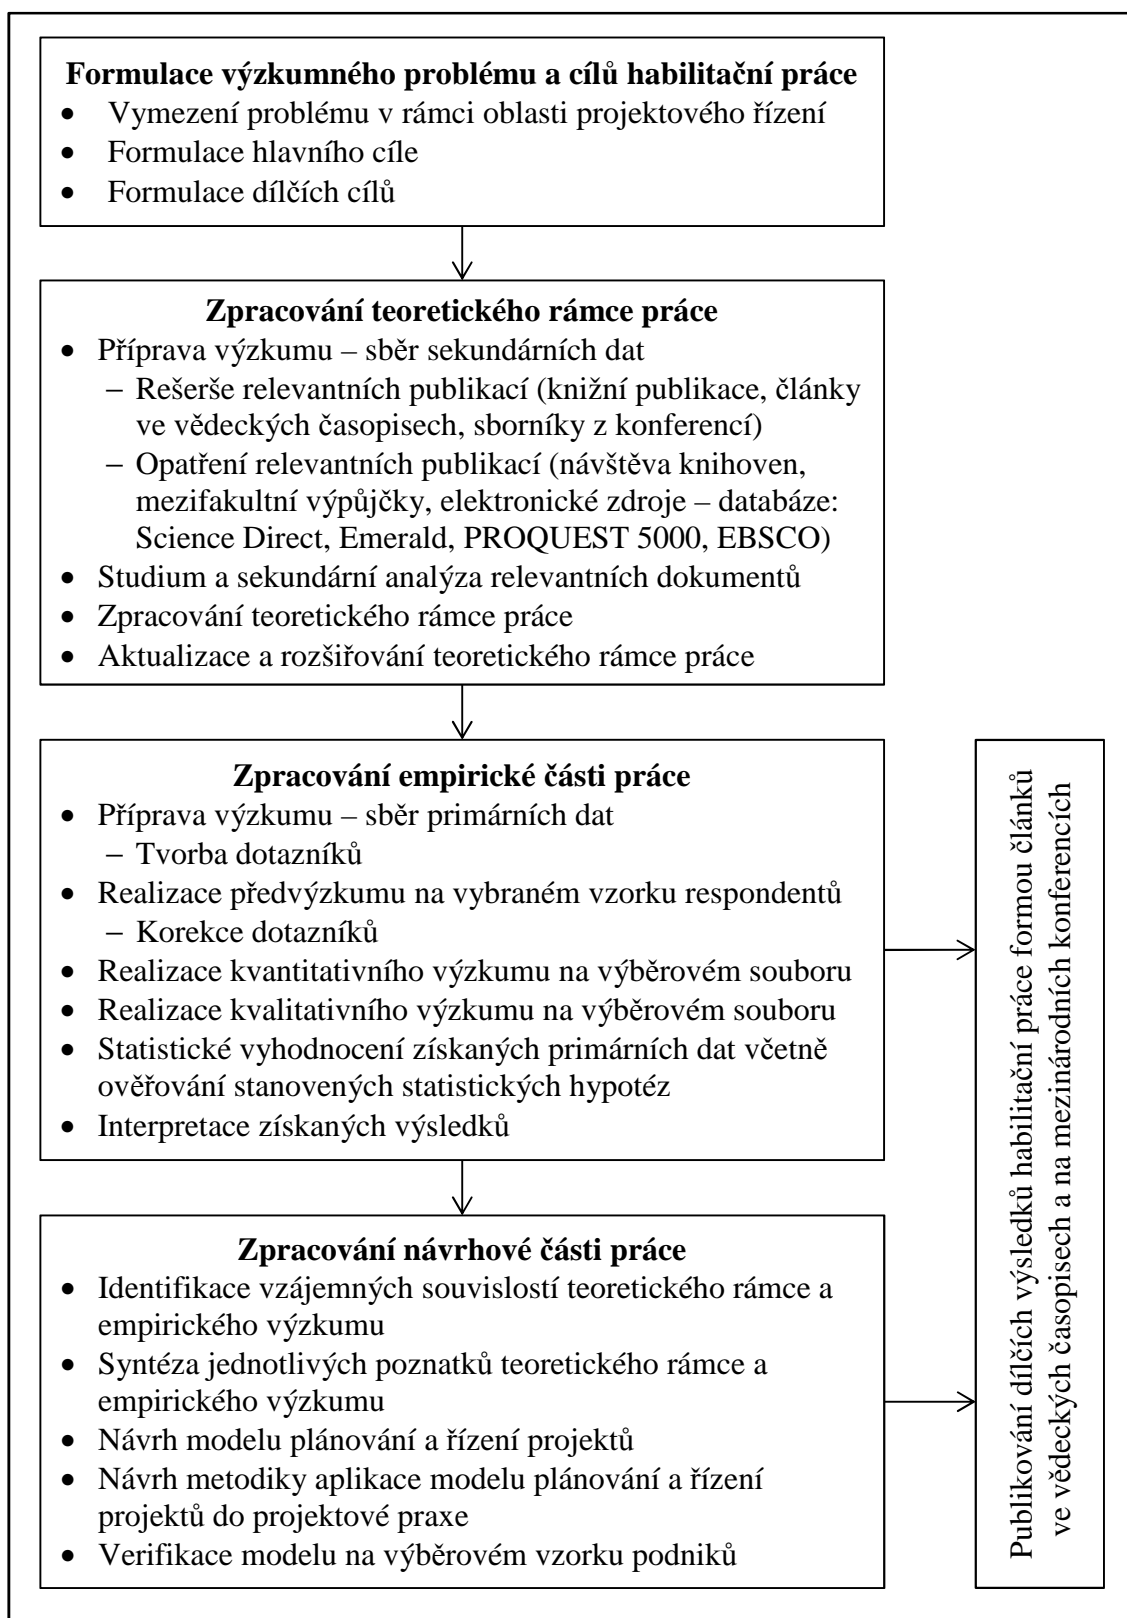 Formulace výzkumného problému a cílů habilitační práce
• Vymezení problému v rámci oblasti projektového řízení
• Formulace hlavního cíle
• Formulace dílčích cílů
Zpracování teoretického rámce práce
• Příprava výzkumu – sběr sekundárních dat
– Rešerše relevantních publikací (knižní publikace, články
ve vědeckých časopisech, sborníky z konferencí)
– Opatření relevantních publikací (návštěva knihoven,
mezifakultní výpůjčky, elektronické zdroje – databáze:
Science Direct, Emerald, PROQUEST 5000, EBSCO)
• Studium a sekundární analýza relevantních dokumentů
• Zpracování teoretického rámce práce
• Aktualizace a rozšiřování teoretického rámce práce
Zpracování empirické části práce
• Příprava výzkumu – sběr primárních dat
– Tvorba dotazníků
• Realizace předvýzkumu na vybraném vzorku respondentů
– Korekce dotazníků
• Realizace kvantitativního výzkumu na výběrovém souboru
• Realizace kvalitativního výzkumu na výběrovém souboru
• Statistické vyhodnocení získaných primárních dat včetně
ověřování stanovených statistických hypotéz
• Interpretace získaných výsledků
Zpracování návrhové části práce
• Identifikace vzájemných souvislostí teoretického rámce a
empirického výzkumu
• Syntéza jednotlivých poznatků teoretického rámce a
empirického výzkumu
• Návrh modelu plánování a řízení projektů
• Návrh metodiky aplikace modelu plánování a řízení
projektů do projektové praxe
• Verifikace modelu na výběrovém vzorku podniků
Publikování dílčích výsledků habilitační práce formou článků
ve vědeckých časopisech a na mezinárodních konferencích